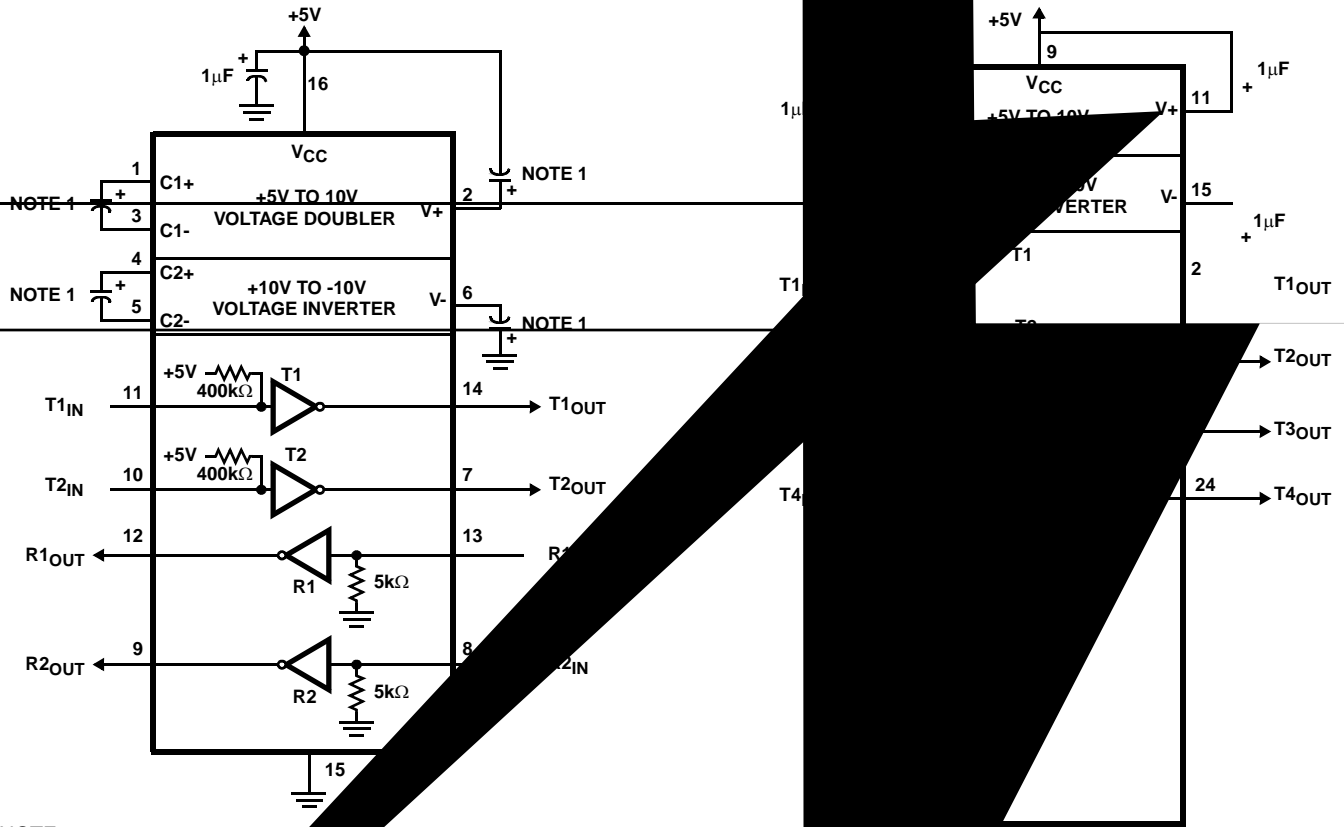 +5V
+
1μF
16
VCC
1
C1+
NOTE 1
+
3
C1-
+5V TO 10V
VOLTAGE DOUBLER
2
V+
NOTE 1
+
4
C2+
NOTE 1
+
5
C2-
+10V TO -10V
VOLTAGE INVERTER
V-
6
NOTE 1
+
+5V
400kΩ
T1
11
T1IN
14
T1OUT
+5V
400kΩ
T2
10
T2IN
7
T2OUT
12
R1OUT
R1
5kΩ
13
9
R2OUT
R2
5kΩ
8
15
+5V
9
VCC
+5V TO 10V
V+
11
+
1μF
V-
15
+
1μF
T1
2
T1OUT
T2OUT
T3OUT
24
T4OUT